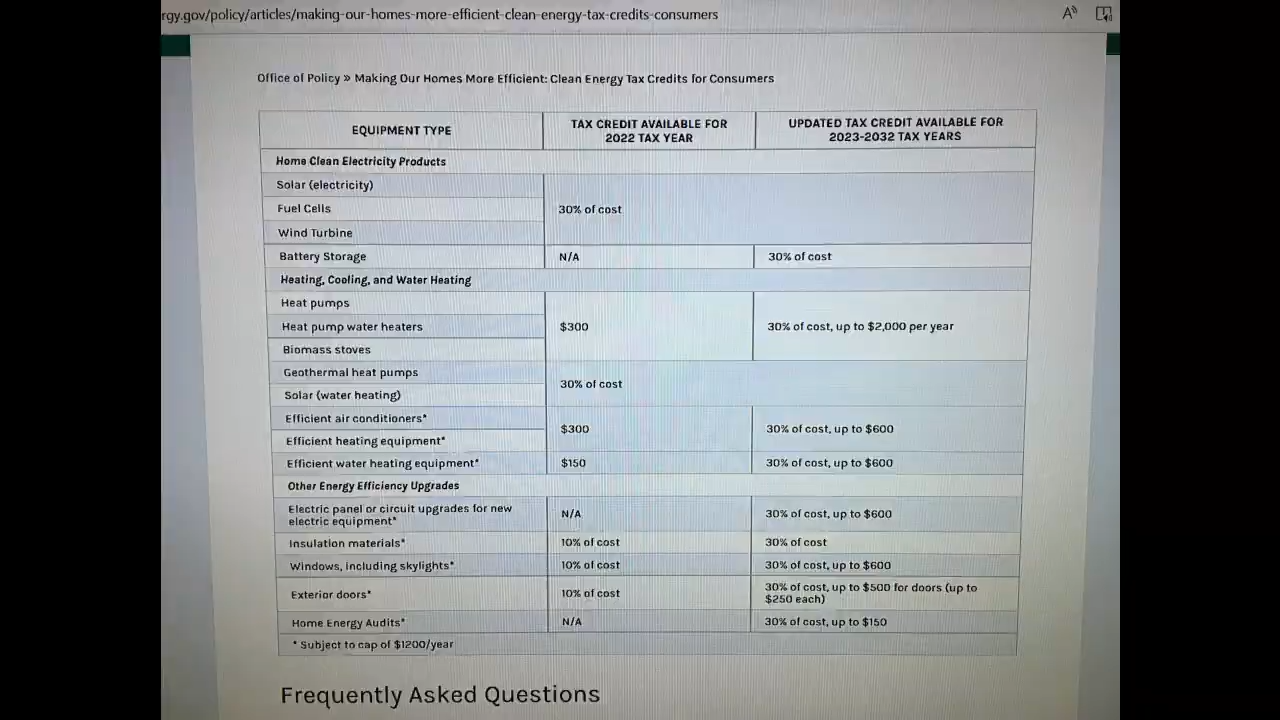 rgy.gov/policy/articles/making-our-homes-more-efficient-clean-energy-tax-credits-consumers
Office of Policy » Making Our Homes More Efficient: Clean Energy Tax Credits for Consumers
EQUIPMENT TYPE
TAX CREDIT AVAILABLE FOR
2022 TAX YEAR
UPDATED TAX CREDIT AVAILABLE FOR
2023-2032 TAX YEARS
Home Clean Electricity Products
Solar (electricity)
Fuel Cells
Wind Turbine
30% of cost
Battery Storage
N/A
30% of cost
Heating, Cooling, and Water Heating
Heat pumps
Heat pump water heaters
Biomass stoves
$300
30% of cost, up to $2,000 per year
Geothermal heat pumps
Solar (water heating)
30% of cost
Efficient air conditioners*
Efficient heating equipment*
$300
30% of cost, up to $600
Efficient water heating equipment*
$150
30% of cost, up to $600
Other Energy Efficiency Upgrades
Electric panel or circuit upgrades for new
electric equipment*
N/A
30% of cost, up to $600
Insulation materials*
10% of cost
30% of cost
Windows, including skylights*
10% of cost
30% of cost, up to $600
Exterior doors*
10% of cost
30% of cost, up to $500 for doors (up to
$250 each)
Home Energy Audits*
N/A
30% of cost, up to $150
* Subject to cap of $1200/year
Frequently Asked Questions